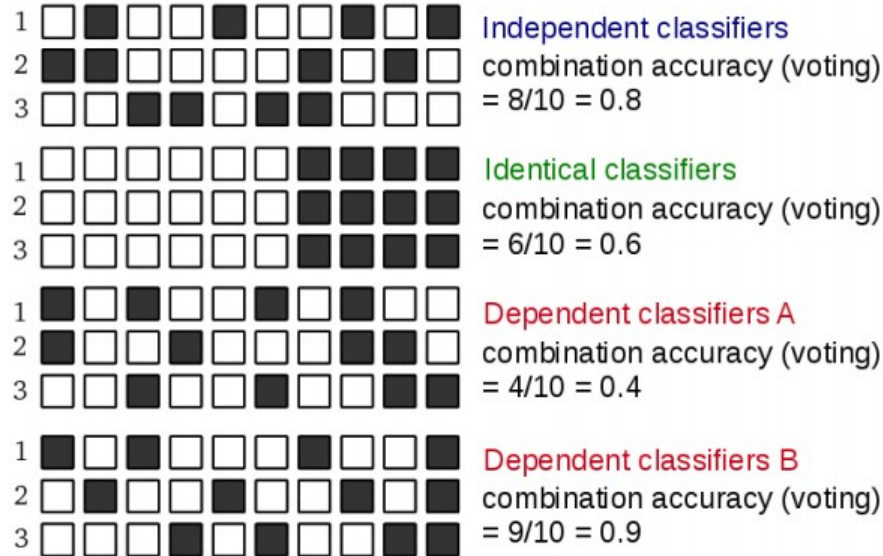 1
Independent classifiers
2
combination accuracy (voting)
3
= 8/10 = 0.8
1
Identical classifiers
2
combination accuracy (voting)
3
= 6/10 = 0.6
1
Dependent classifiers A
2
combination accuracy (voting)
3
= 4/10 = 0.4
1
Dependent classifiers B
2
combination accuracy (voting)
3
= 9/10 = 0.9